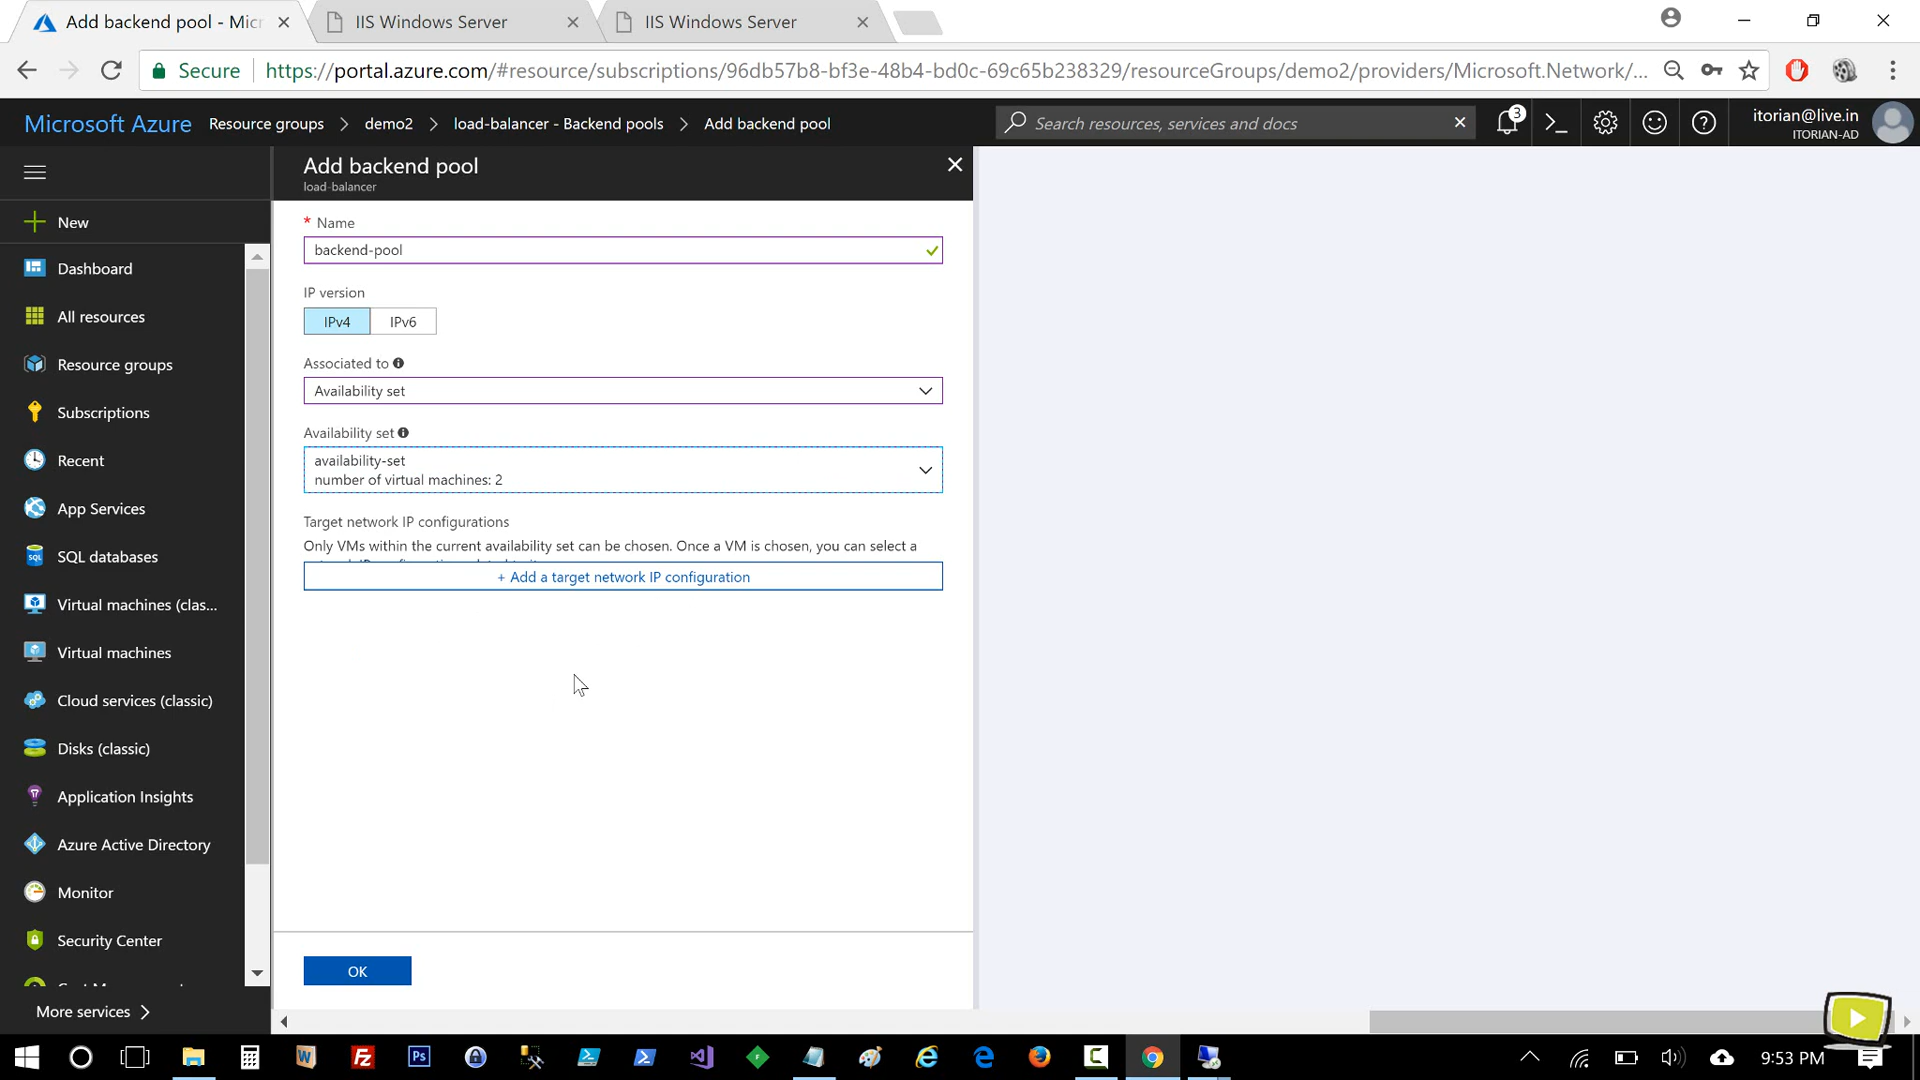 Add backend pool - Micr
IIS Windows Server
IIS Windows Server
Secure
https://portal.azure.com/#resource/subscriptions/96db57b8-bf3e-48b4-bd0c-69c65b238329/resourceGroups/demo2/providers/Microsoft.Network/...
Microsoft Azure
Resource groups
demo2
load-balancer - Backend pools
Add backend pool
Search resources, services and docs
3
itorian@live.in
ITORIAN-AD
Add backend pool
load-balancer
New
Dashboard
All resources
Resource groups
Subscriptions
Recent
App Services
SQL databases
Virtual machines (clas...
Virtual machines
Cloud services (classic)
Disks (classic)
Application Insights
Azure Active Directory
Monitor
Security Center
More services
* Name
backend-pool
IP version
IPv4
IPv6
Associated to
Availability set
Availability set
availability-set
number of virtual machines: 2
Target network IP configurations
Only VMs within the current availability set can be chosen. Once a VM is chosen, you can select a
+ Add a target network IP configuration
OK
9:53 PM